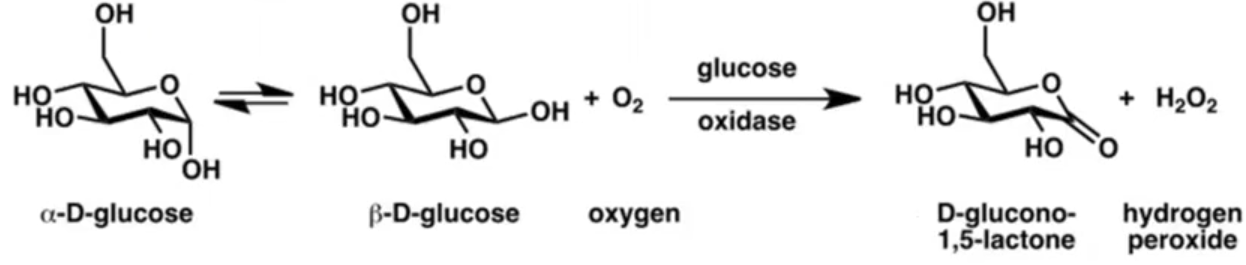 OH
OH
OH
HO
O
HO
HO
OH
HO
O
HO
OH
HO
+ O₂
glucose
oxidase
HO
O
HO
HO
O
+ H₂O₂
α-D-glucose
β-D-glucose
oxygen
D-glucono-
1,5-lactone
hydrogen
peroxide